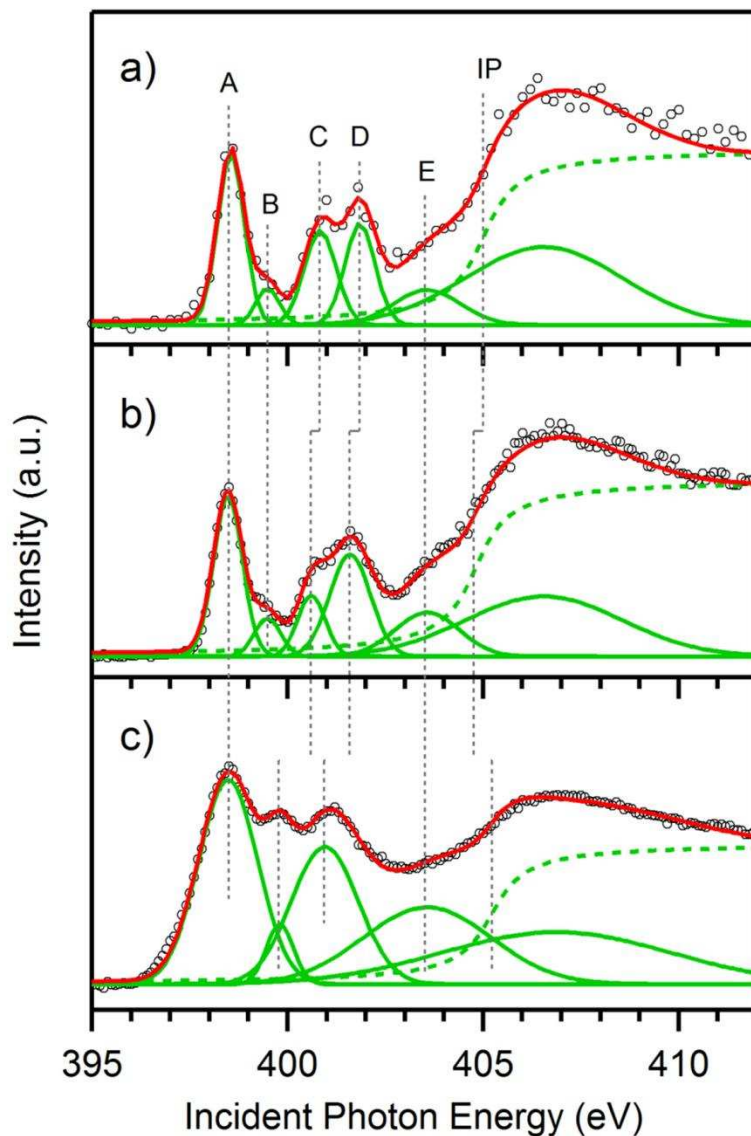 a)
A
B
C
D
E
IP
b)
c)
Intensity (a.u.)
395
400
405
410
Incident Photon Energy (eV)